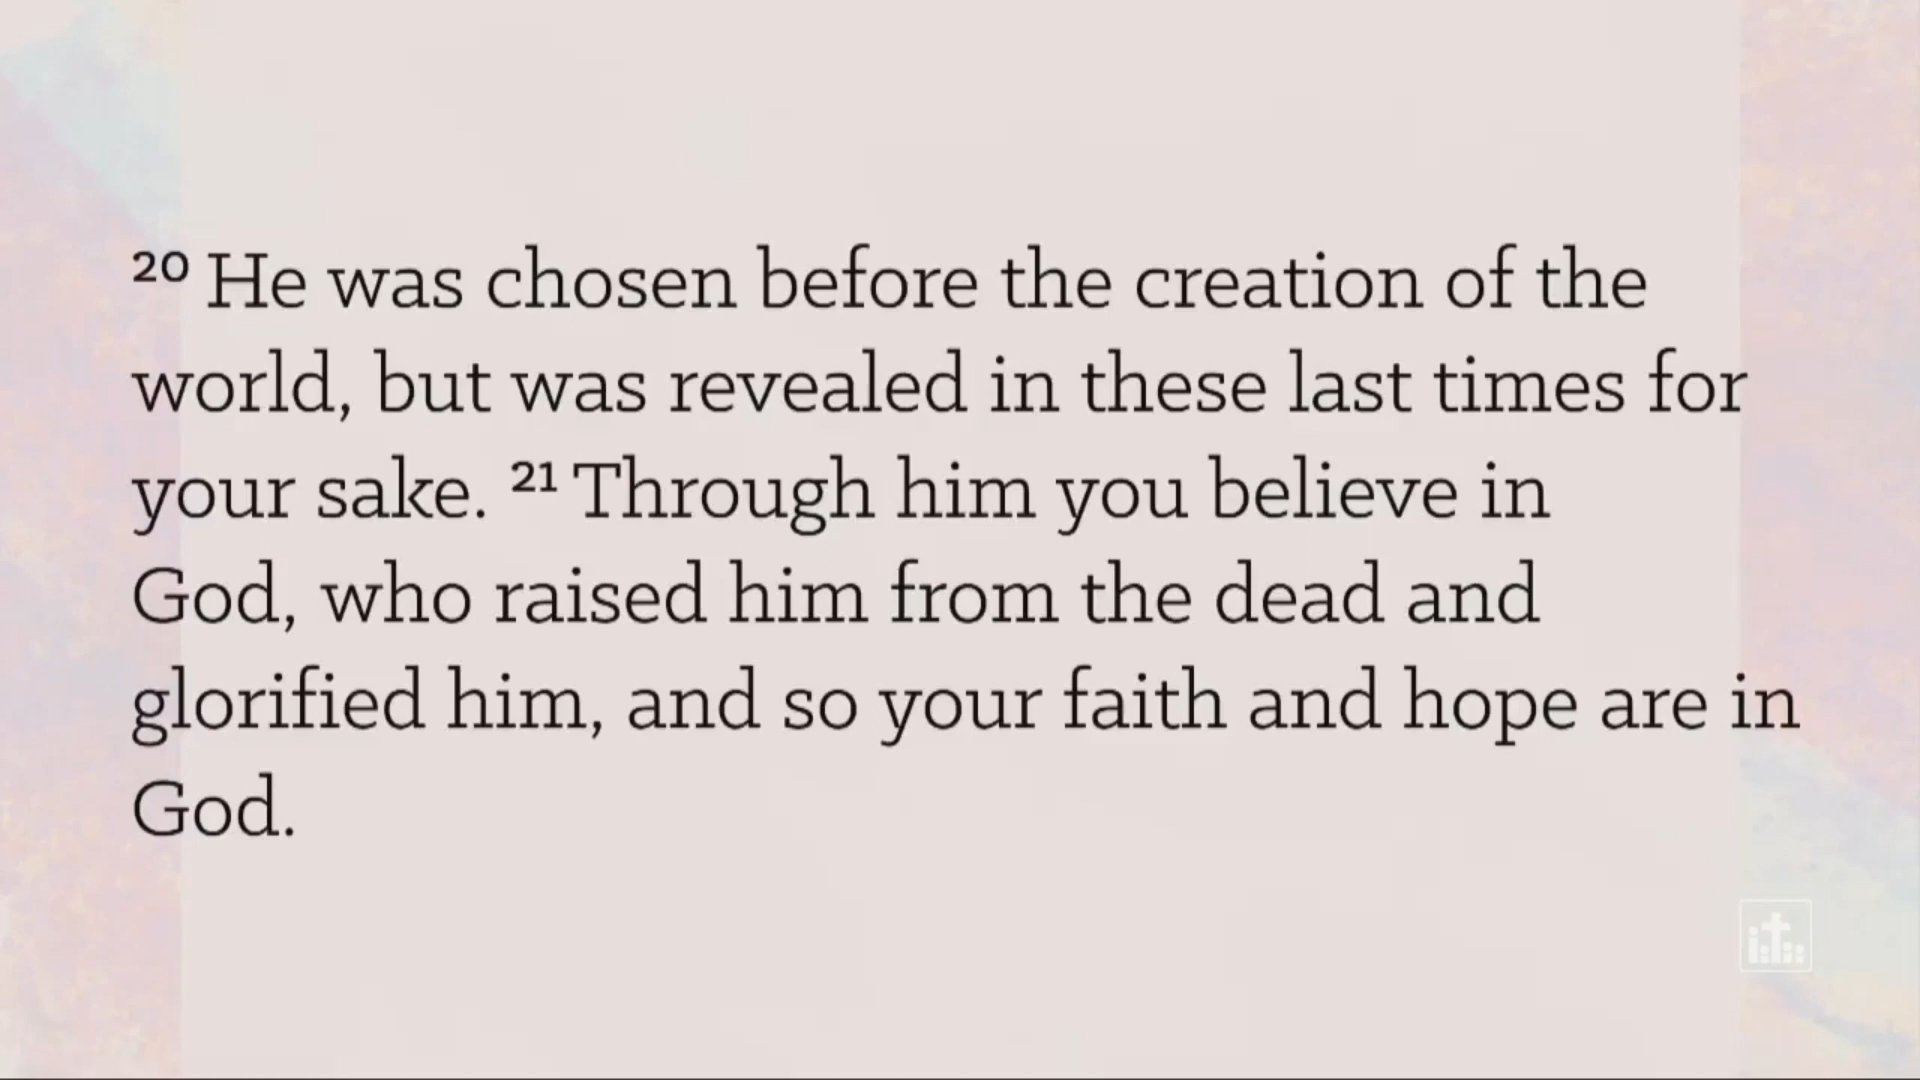 20 He was chosen before the creation of the
world, but was revealed in these last times for
your sake. 21 Through him you believe in
God, who raised him from the dead and
glorified him, and so your faith and hope are in
God.